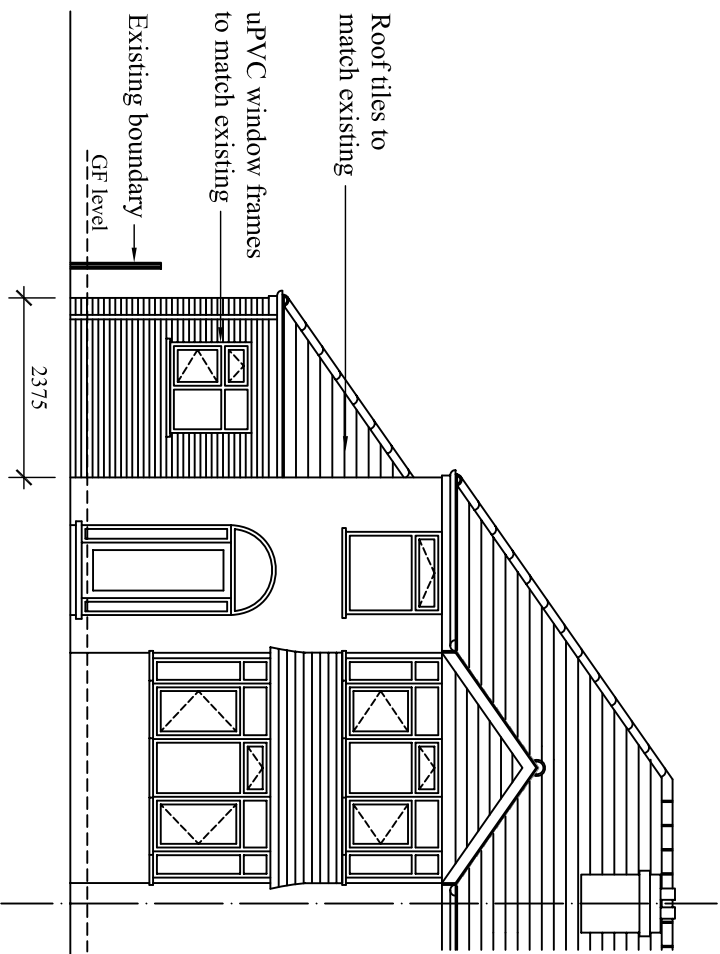 Roof tiles to
match existing
uPVC window frames
to match existing
Existing boundary
GF level
2375